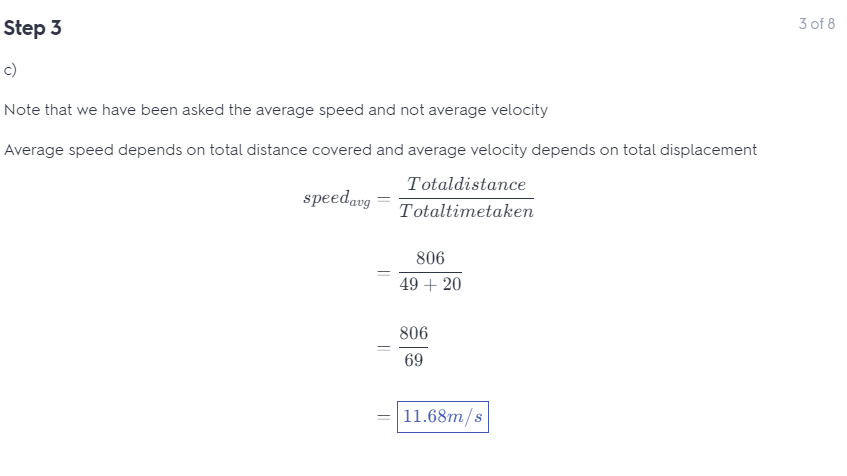 Step 3
3 of 8
c)
Note that we have been asked the average speed and not average velocity
Average speed depends on total distance covered and average velocity depends on total displacement
speed_avg = Totaldistance / Totaltimetaken
= 806 / 49 + 20
= 806 / 69
= 11.68m/s